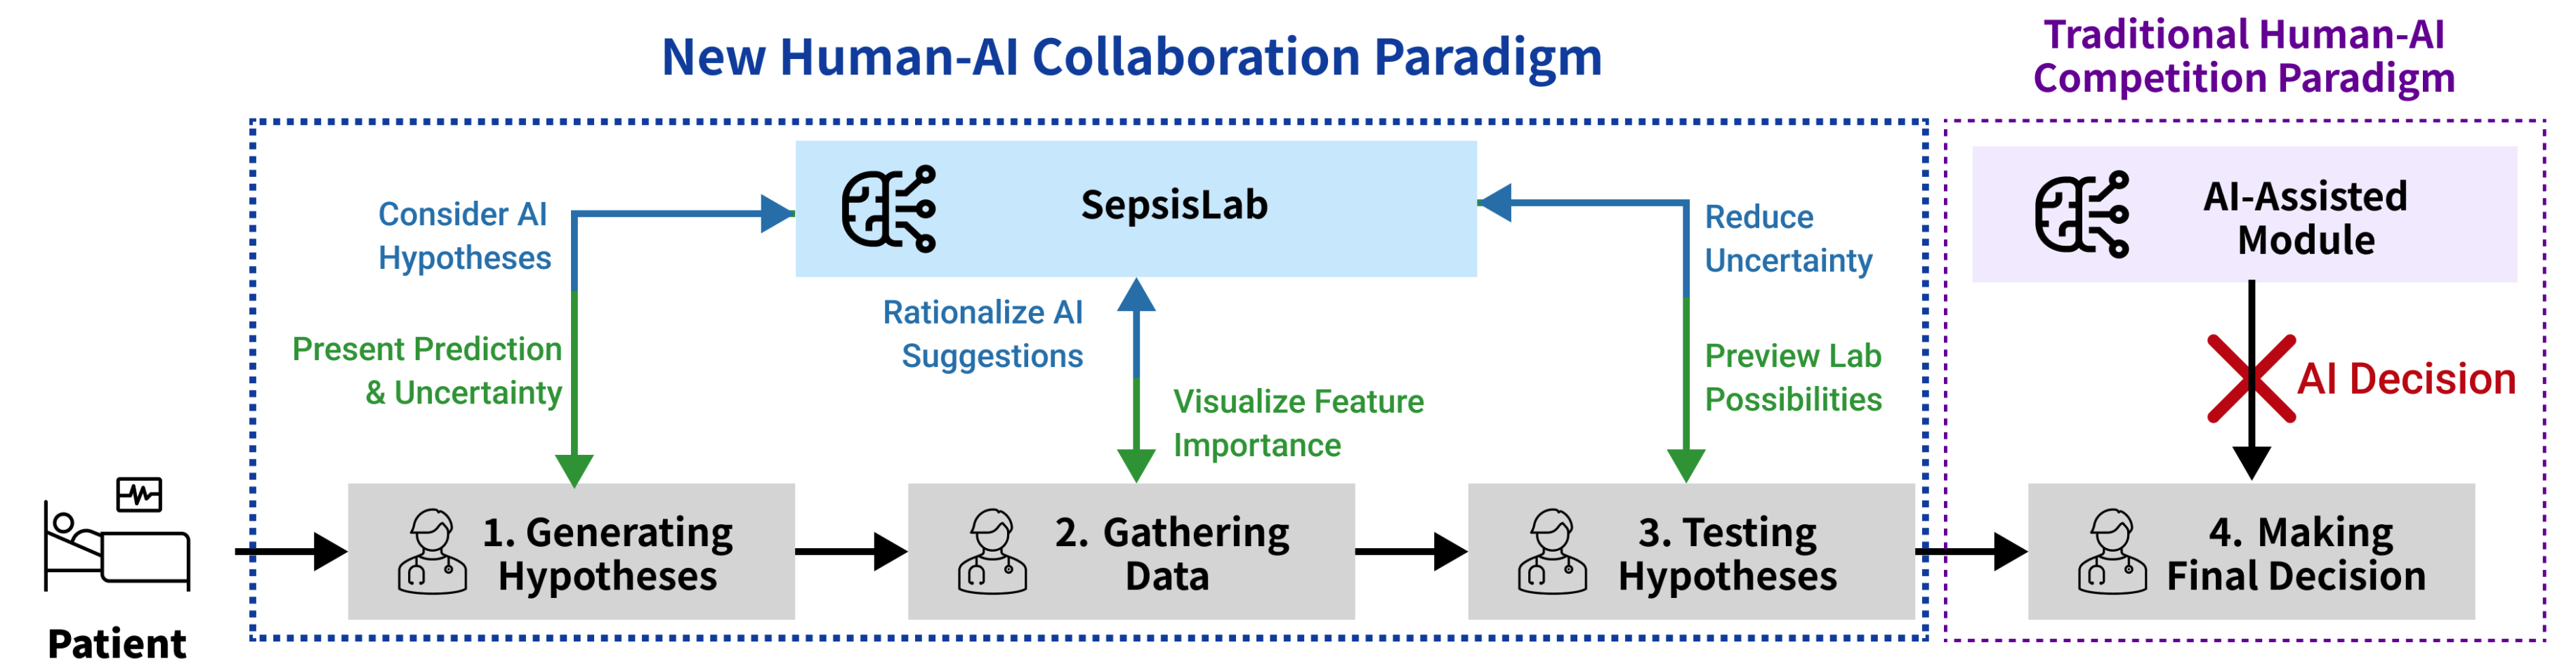 New Human-AI Collaboration Paradigm
Traditional Human-AI
Competition Paradigm
SepsisLab
Consider AI
Hypotheses
Present Prediction
& Uncertainty
Rationalize AI
Suggestions
Visualize Feature
Importance
Reduce
Uncertainty
Preview Lab
Possibilities
AI-Assisted
Module
AI Decision
Patient
1. Generating
Hypotheses
2. Gathering
Data
3. Testing
Hypotheses
4. Making
Final Decision